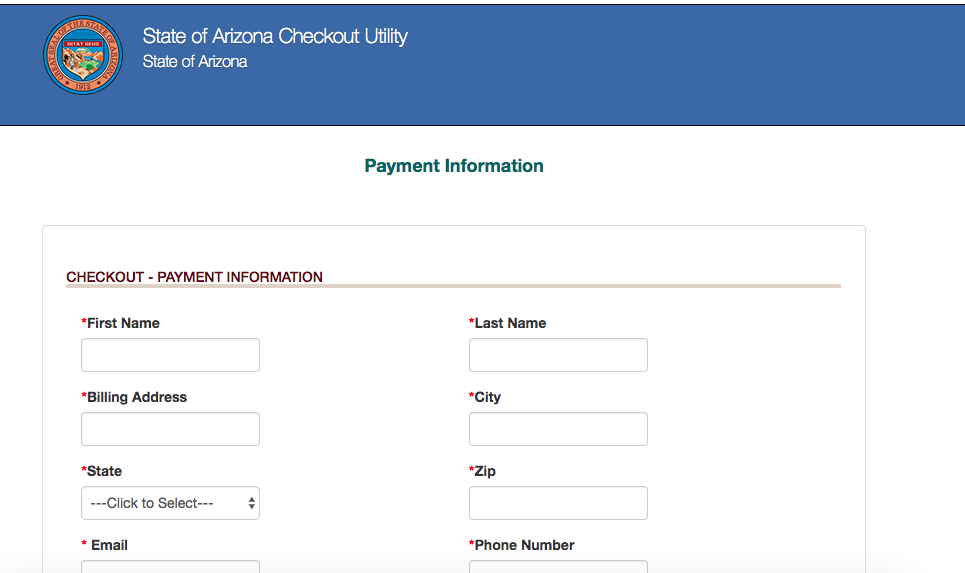 State of Arizona Checkout Utility
State of Arizona
GREAT SEAL OF THE STATE OF ARIZONA
DITAT DEUS
1912
Payment Information
CHECKOUT - PAYMENT INFORMATION
*First Name
*Last Name
*Billing Address
*City
*State
*Zip
---Click to Select---
* Email
*Phone Number